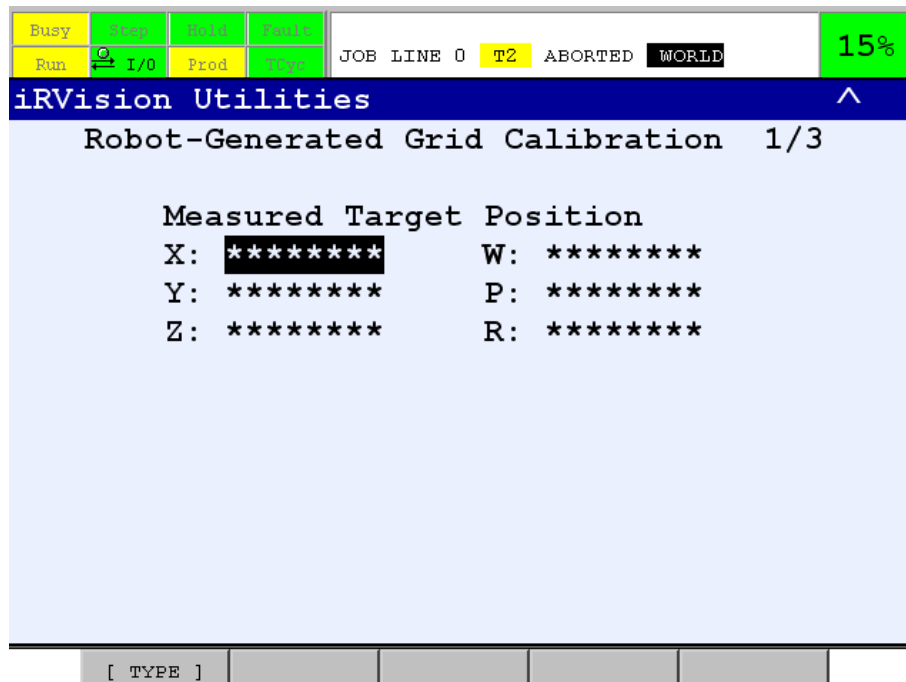 Busy Step Hold Fault
Run I/O Prod TCyc JOB LINE 0 T2 ABORTED WORLD 15%
iRVision Utilities ^
Robot-Generated Grid Calibration 1/3
Measured Target Position
X: ******** W: ********
Y: ******** P: ********
Z: ******** R: ********
[ TYPE ]